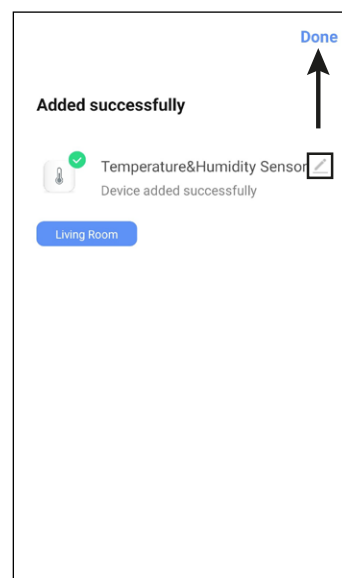 Done
Added successfully
Temperature&Humidity Sensor
Device added successfully
Living Room